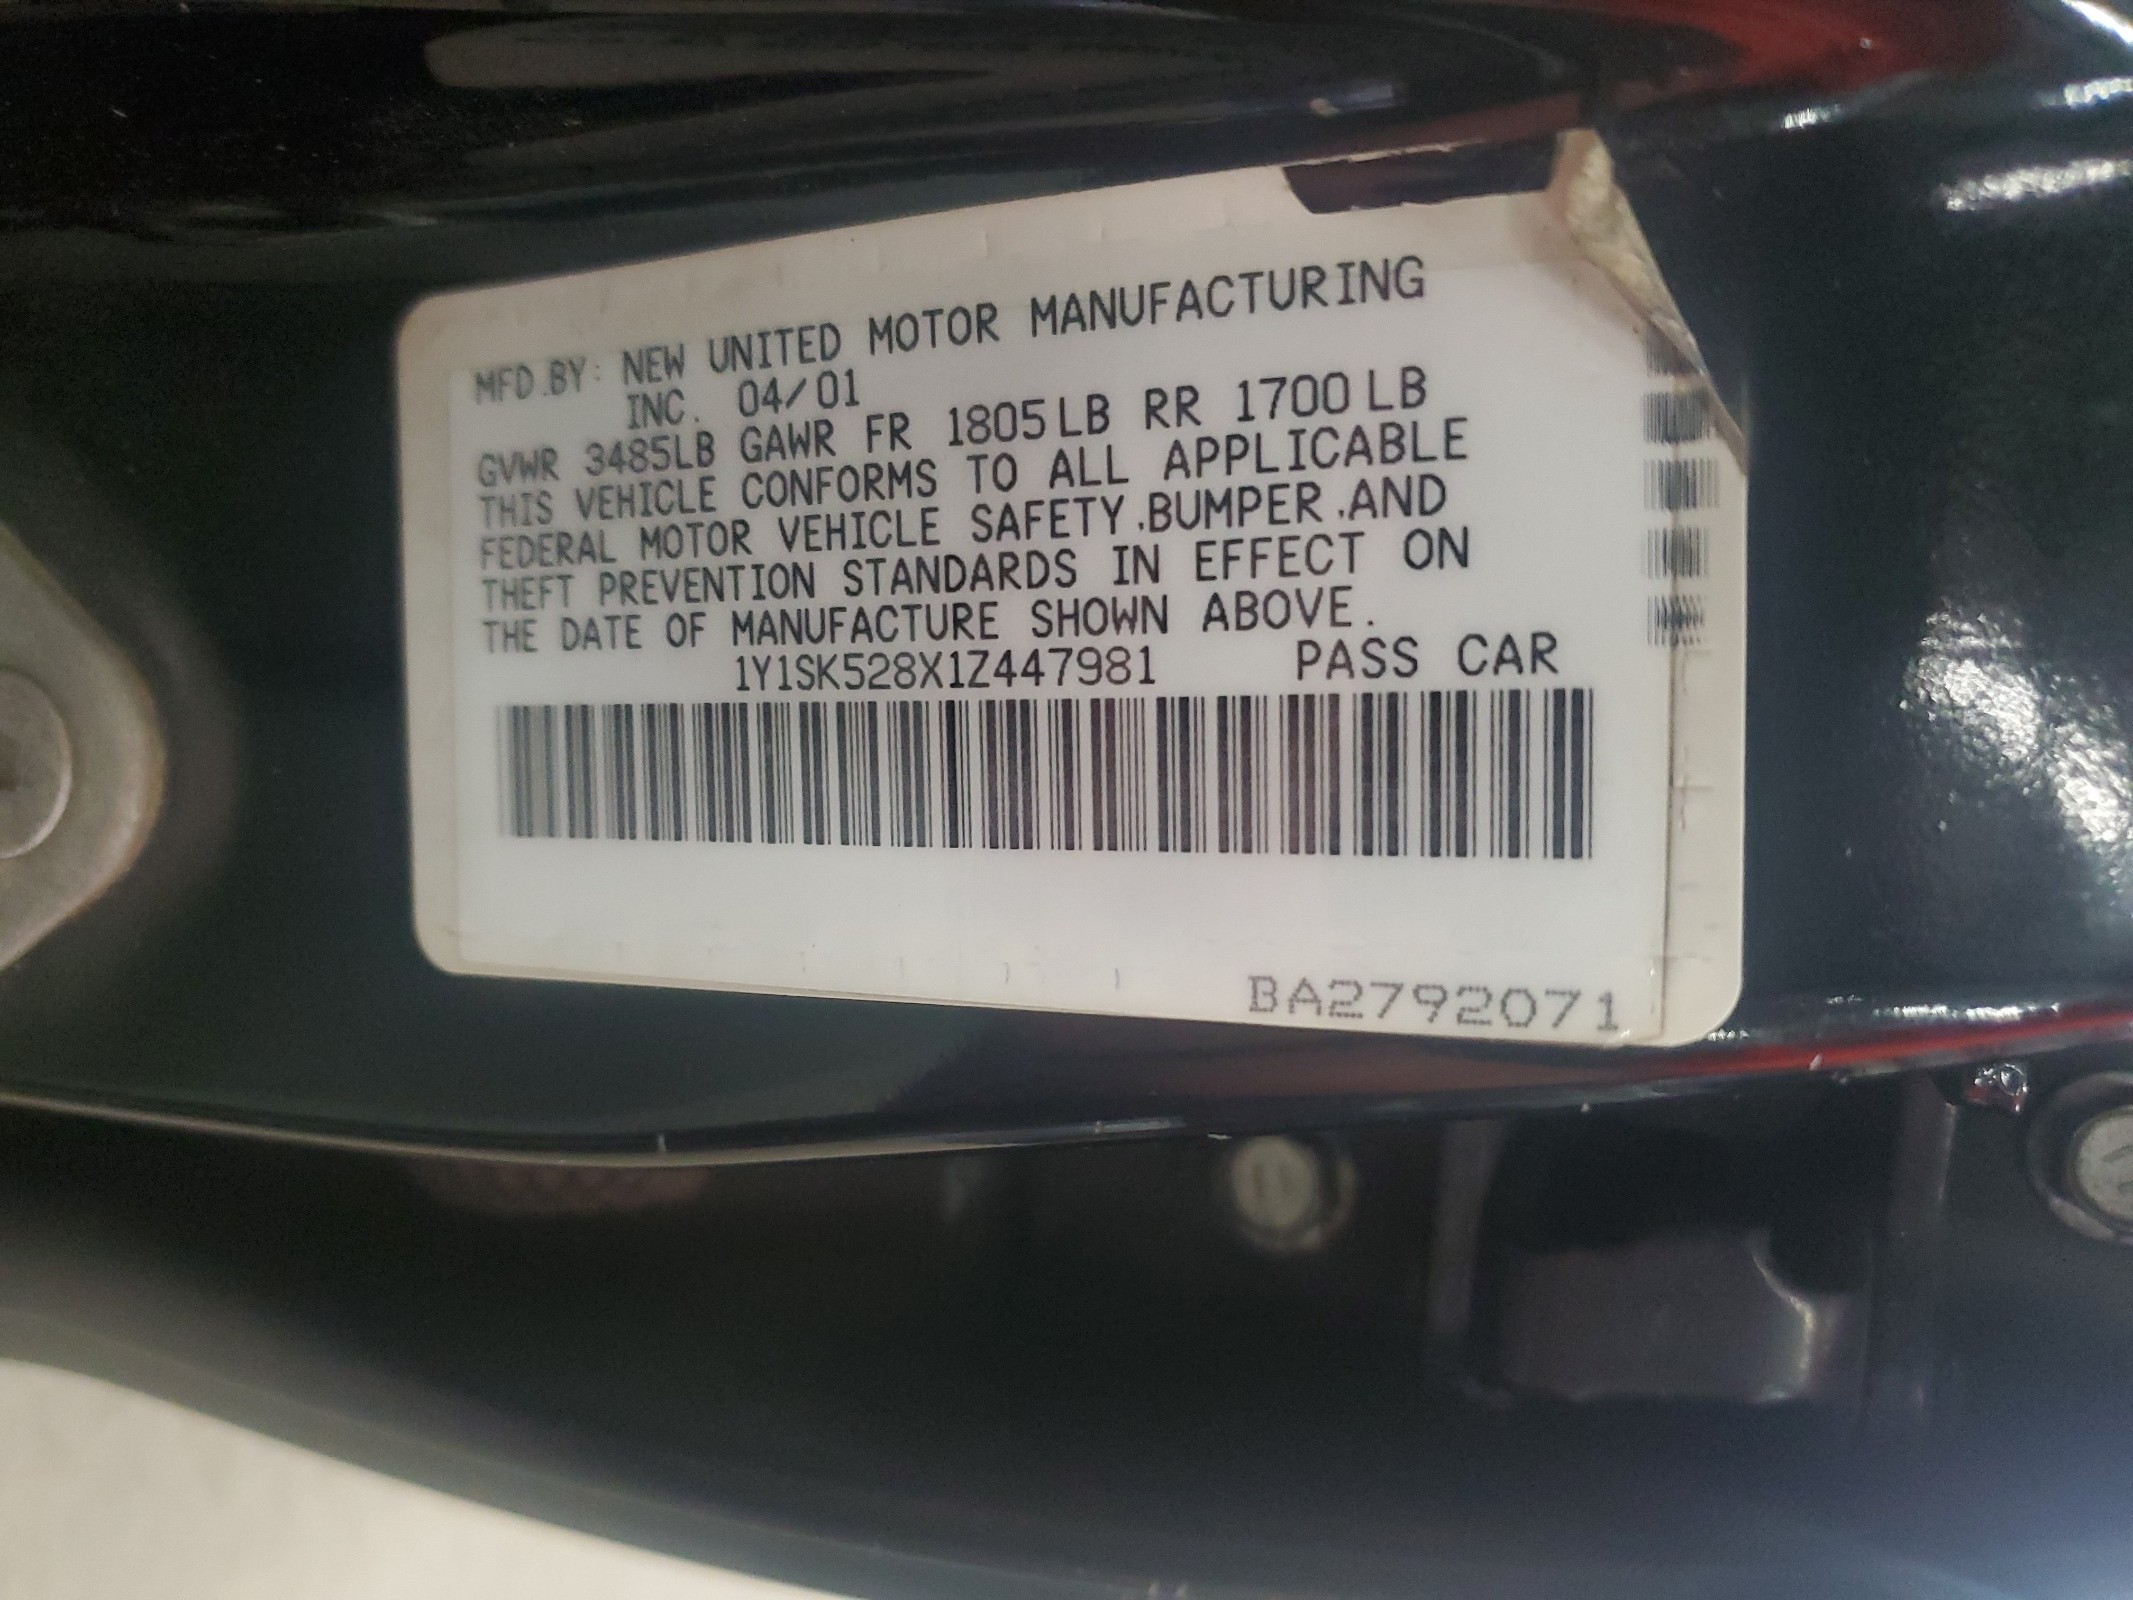 MFD.BY: NEW UNITED MOTOR MANUFACTURING
INC. 04/01
GVWR 3485LB GAWR FR 1805LB RR 1700LB
THIS VEHICLE CONFORMS TO ALL APPLICABLE
FEDERAL MOTOR VEHICLE SAFETY.BUMPER.AND
THEFT PREVENTION STANDARDS IN EFFECT ON
THE DATE OF MANUFACTURE SHOWN ABOVE.
1Y1SK528X1Z447981 PASS CAR
BA2792071